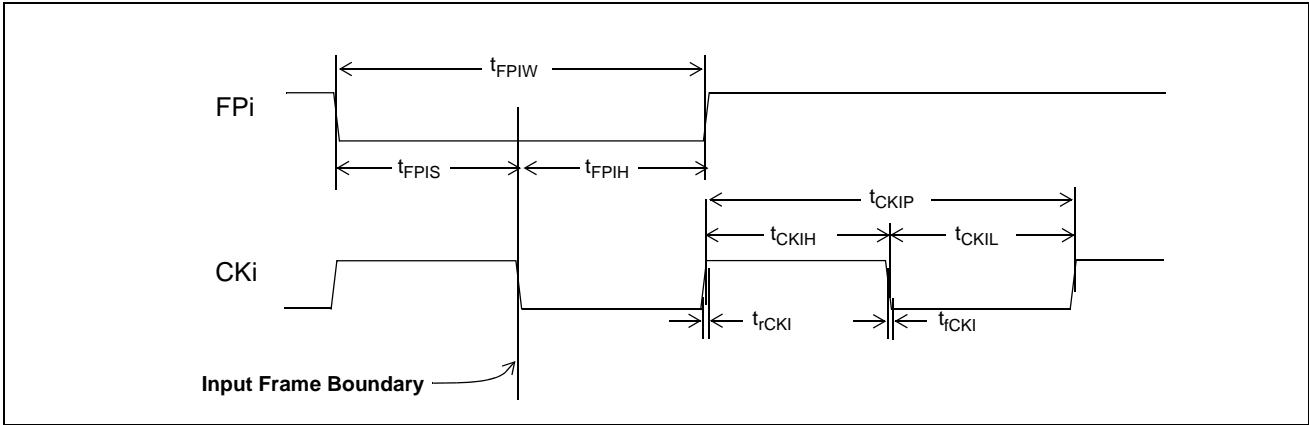 tFPIW
FPi
tFPIS
tFPIH
tCKIP
tCKIH
tCKIL
CKi
trCKI
tfCKI
Input Frame Boundary